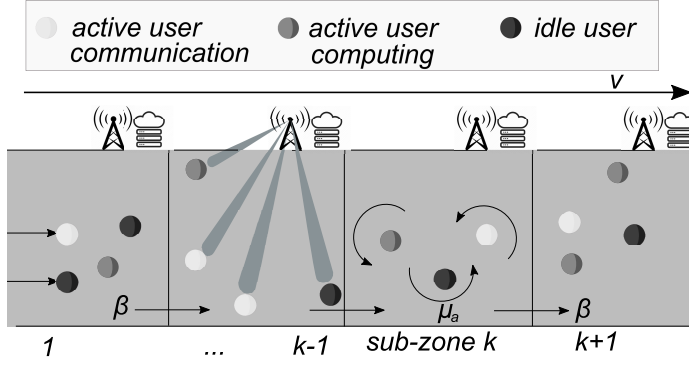 active user communication
active user computing
idle user
v
β
μa
β
1
...
k-1
sub-zone k
k+1